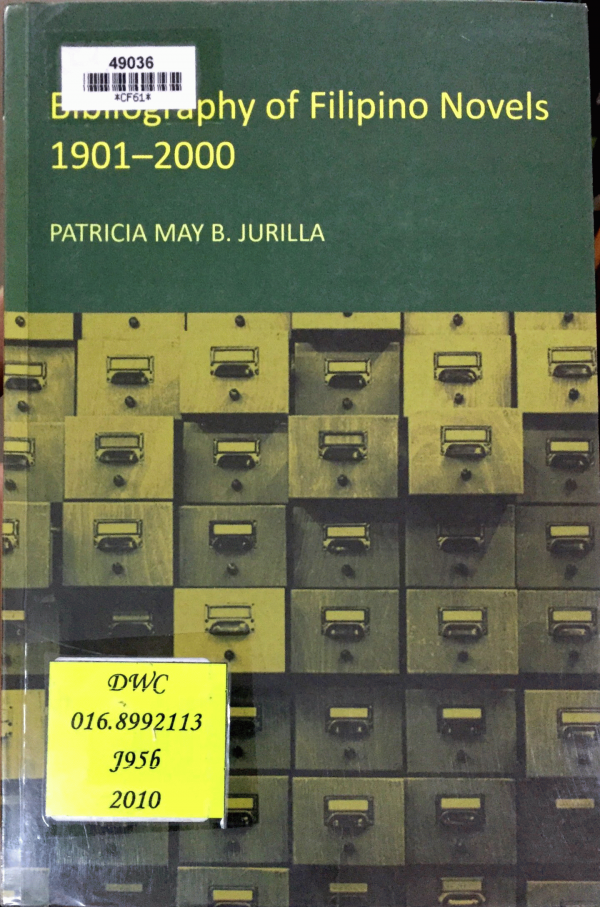 49036
*CF61*
Bibliography of Filipino Novels
1901–2000
PATRICIA MAY B. JURILLA
DWC
016.8992113
J95b
2010